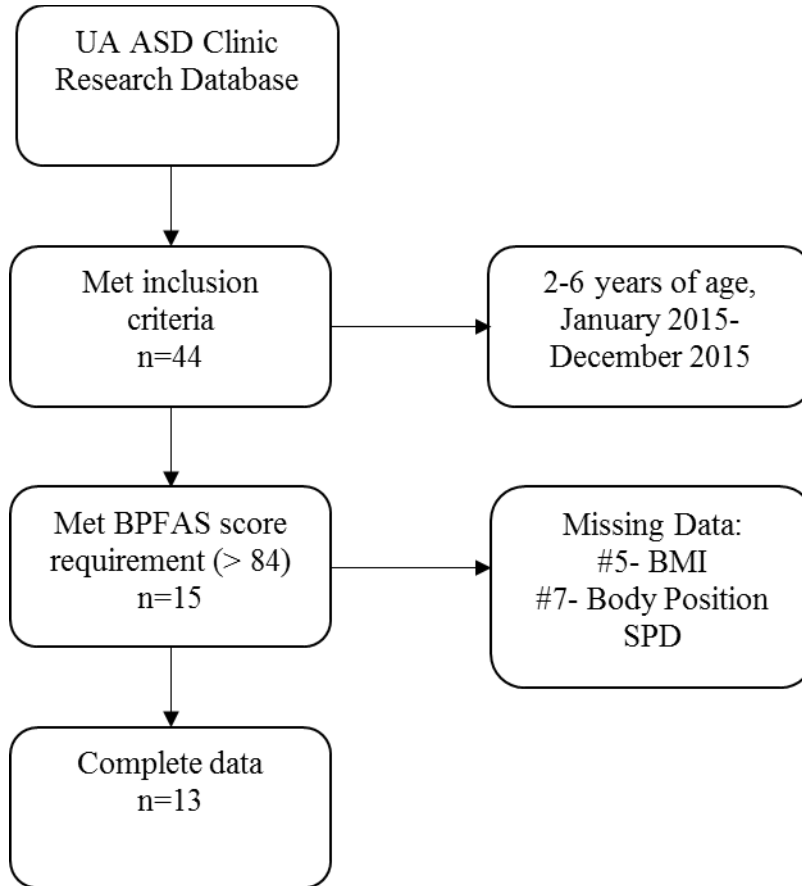 UA ASD Clinic
Research Database
Met inclusion
criteria
n=44
2-6 years of age,
January 2015-
December 2015
Met BPFAS score
requirement (> 84)
n=15
Missing Data:
#5- BMI
#7- Body Position
SPD
Complete data
n=13